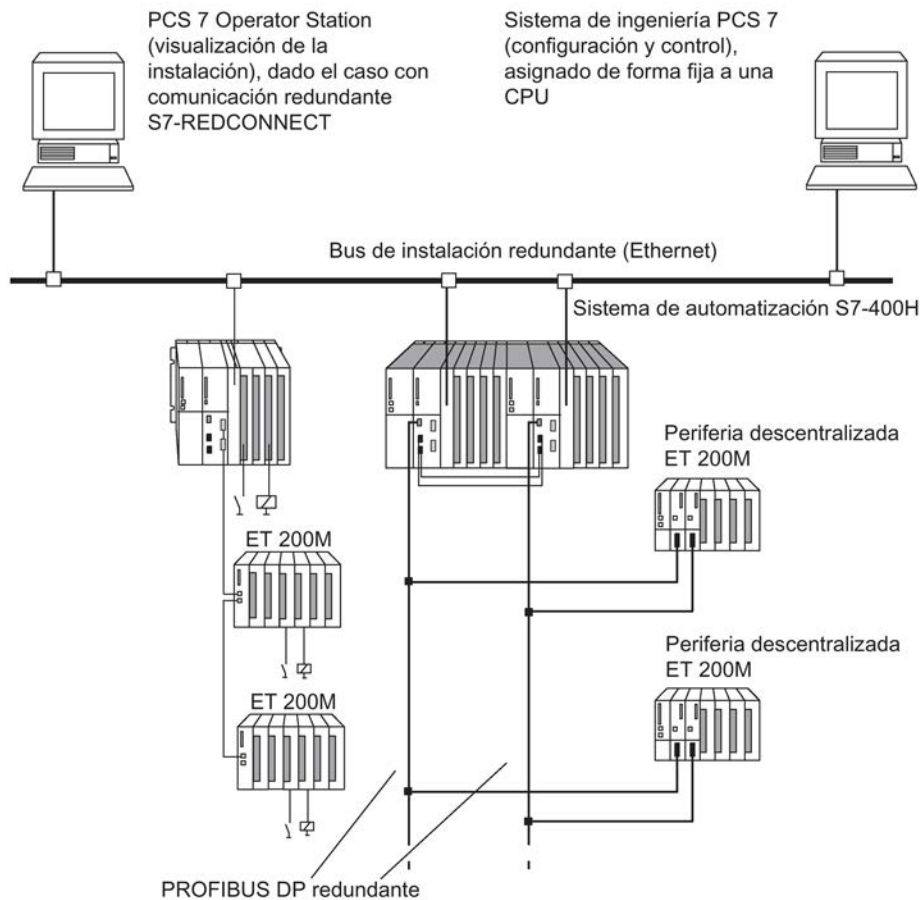 PCS 7 Operator Station
(visualización de la
instalación), dado el caso con
comunicación redundante
S7-REDCONNECT
Sistema de ingeniería PCS 7
(configuración y control),
asignado de forma fija a una
CPU
Bus de instalación redundante (Ethernet)
Sistema de automatización S7-400H
Periferia descentralizada
ET 200M
ET 200M
Periferia descentralizada
ET 200M
ET 200M
PROFIBUS DP redundante